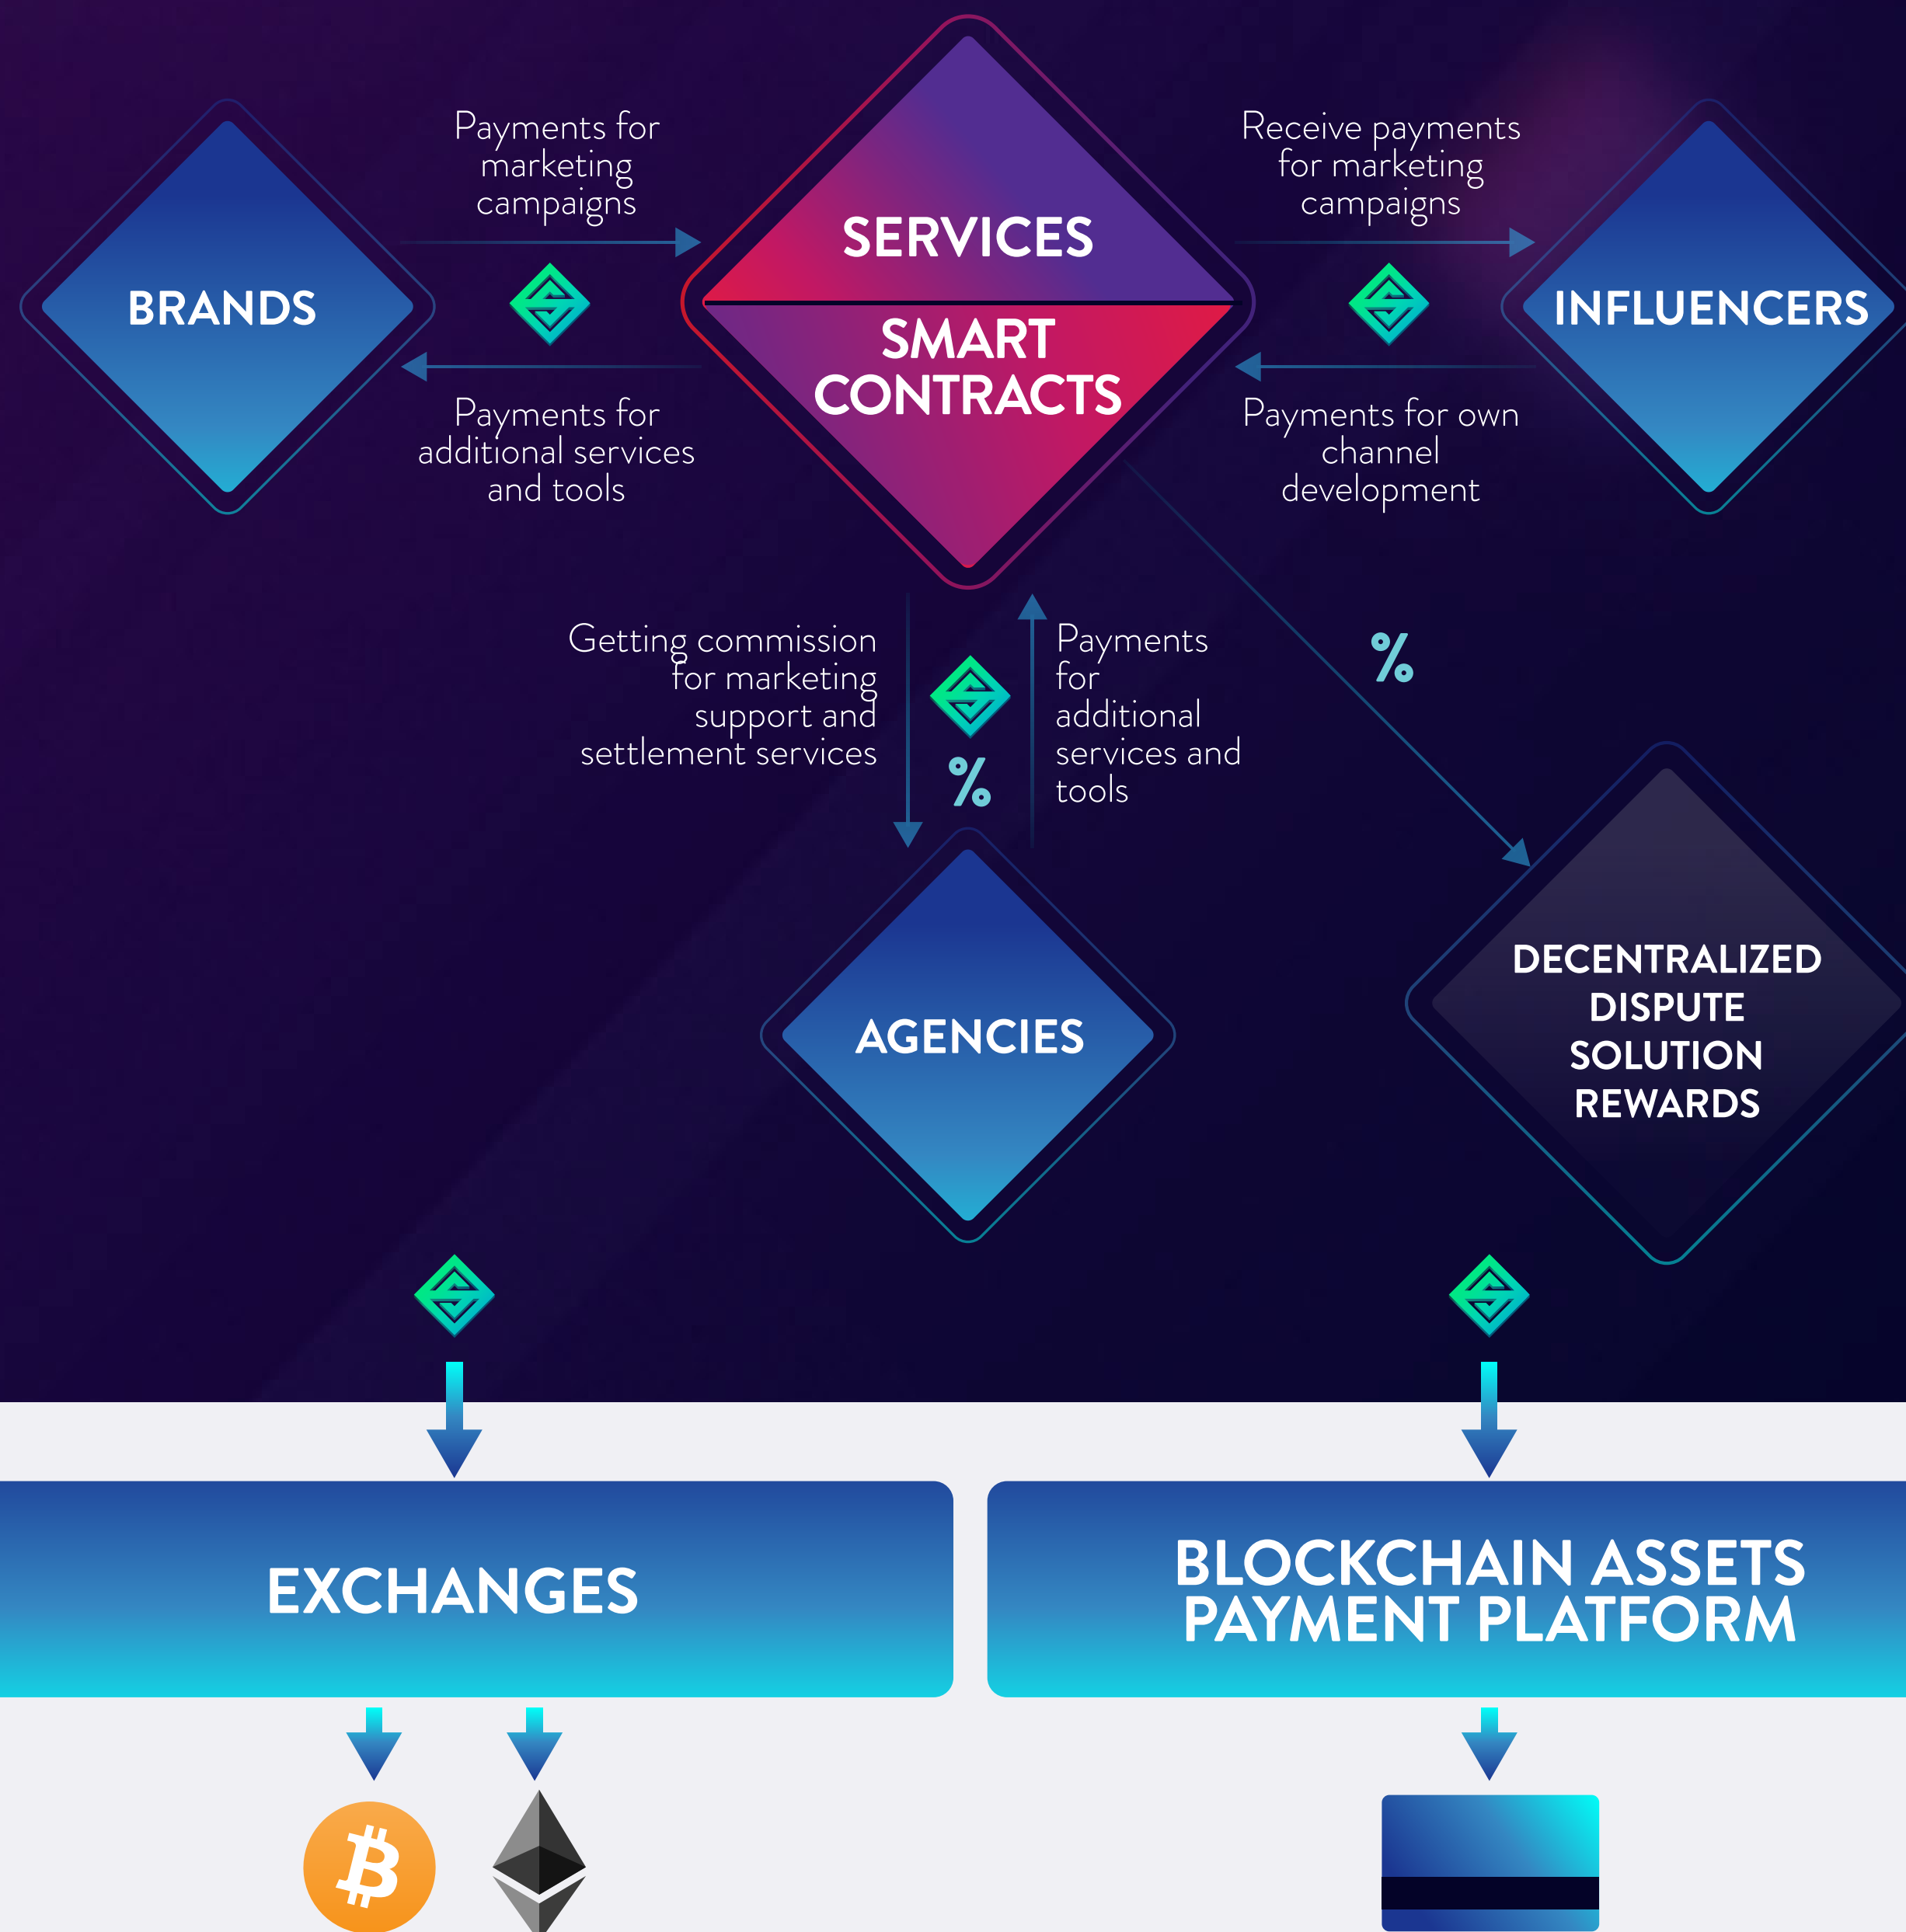 Payments for
marketing
campaigns
Receive payments
for marketing
campaigns
SERVICES
BRANDS
INFLUENCERS
SMART
CONTRACTS
Payments for
additional services
and tools
Payments for own
channel
development
Getting commission
for marketing
support and
settlement services
%
Payments
for
additional
services and
tools
%
DECENTRALIZED
DISPUTE
SOLUTION
REWARDS
AGENCIES
EXCHANGES
BLOCKCHAIN ASSETS
PAYMENT PLATFORM